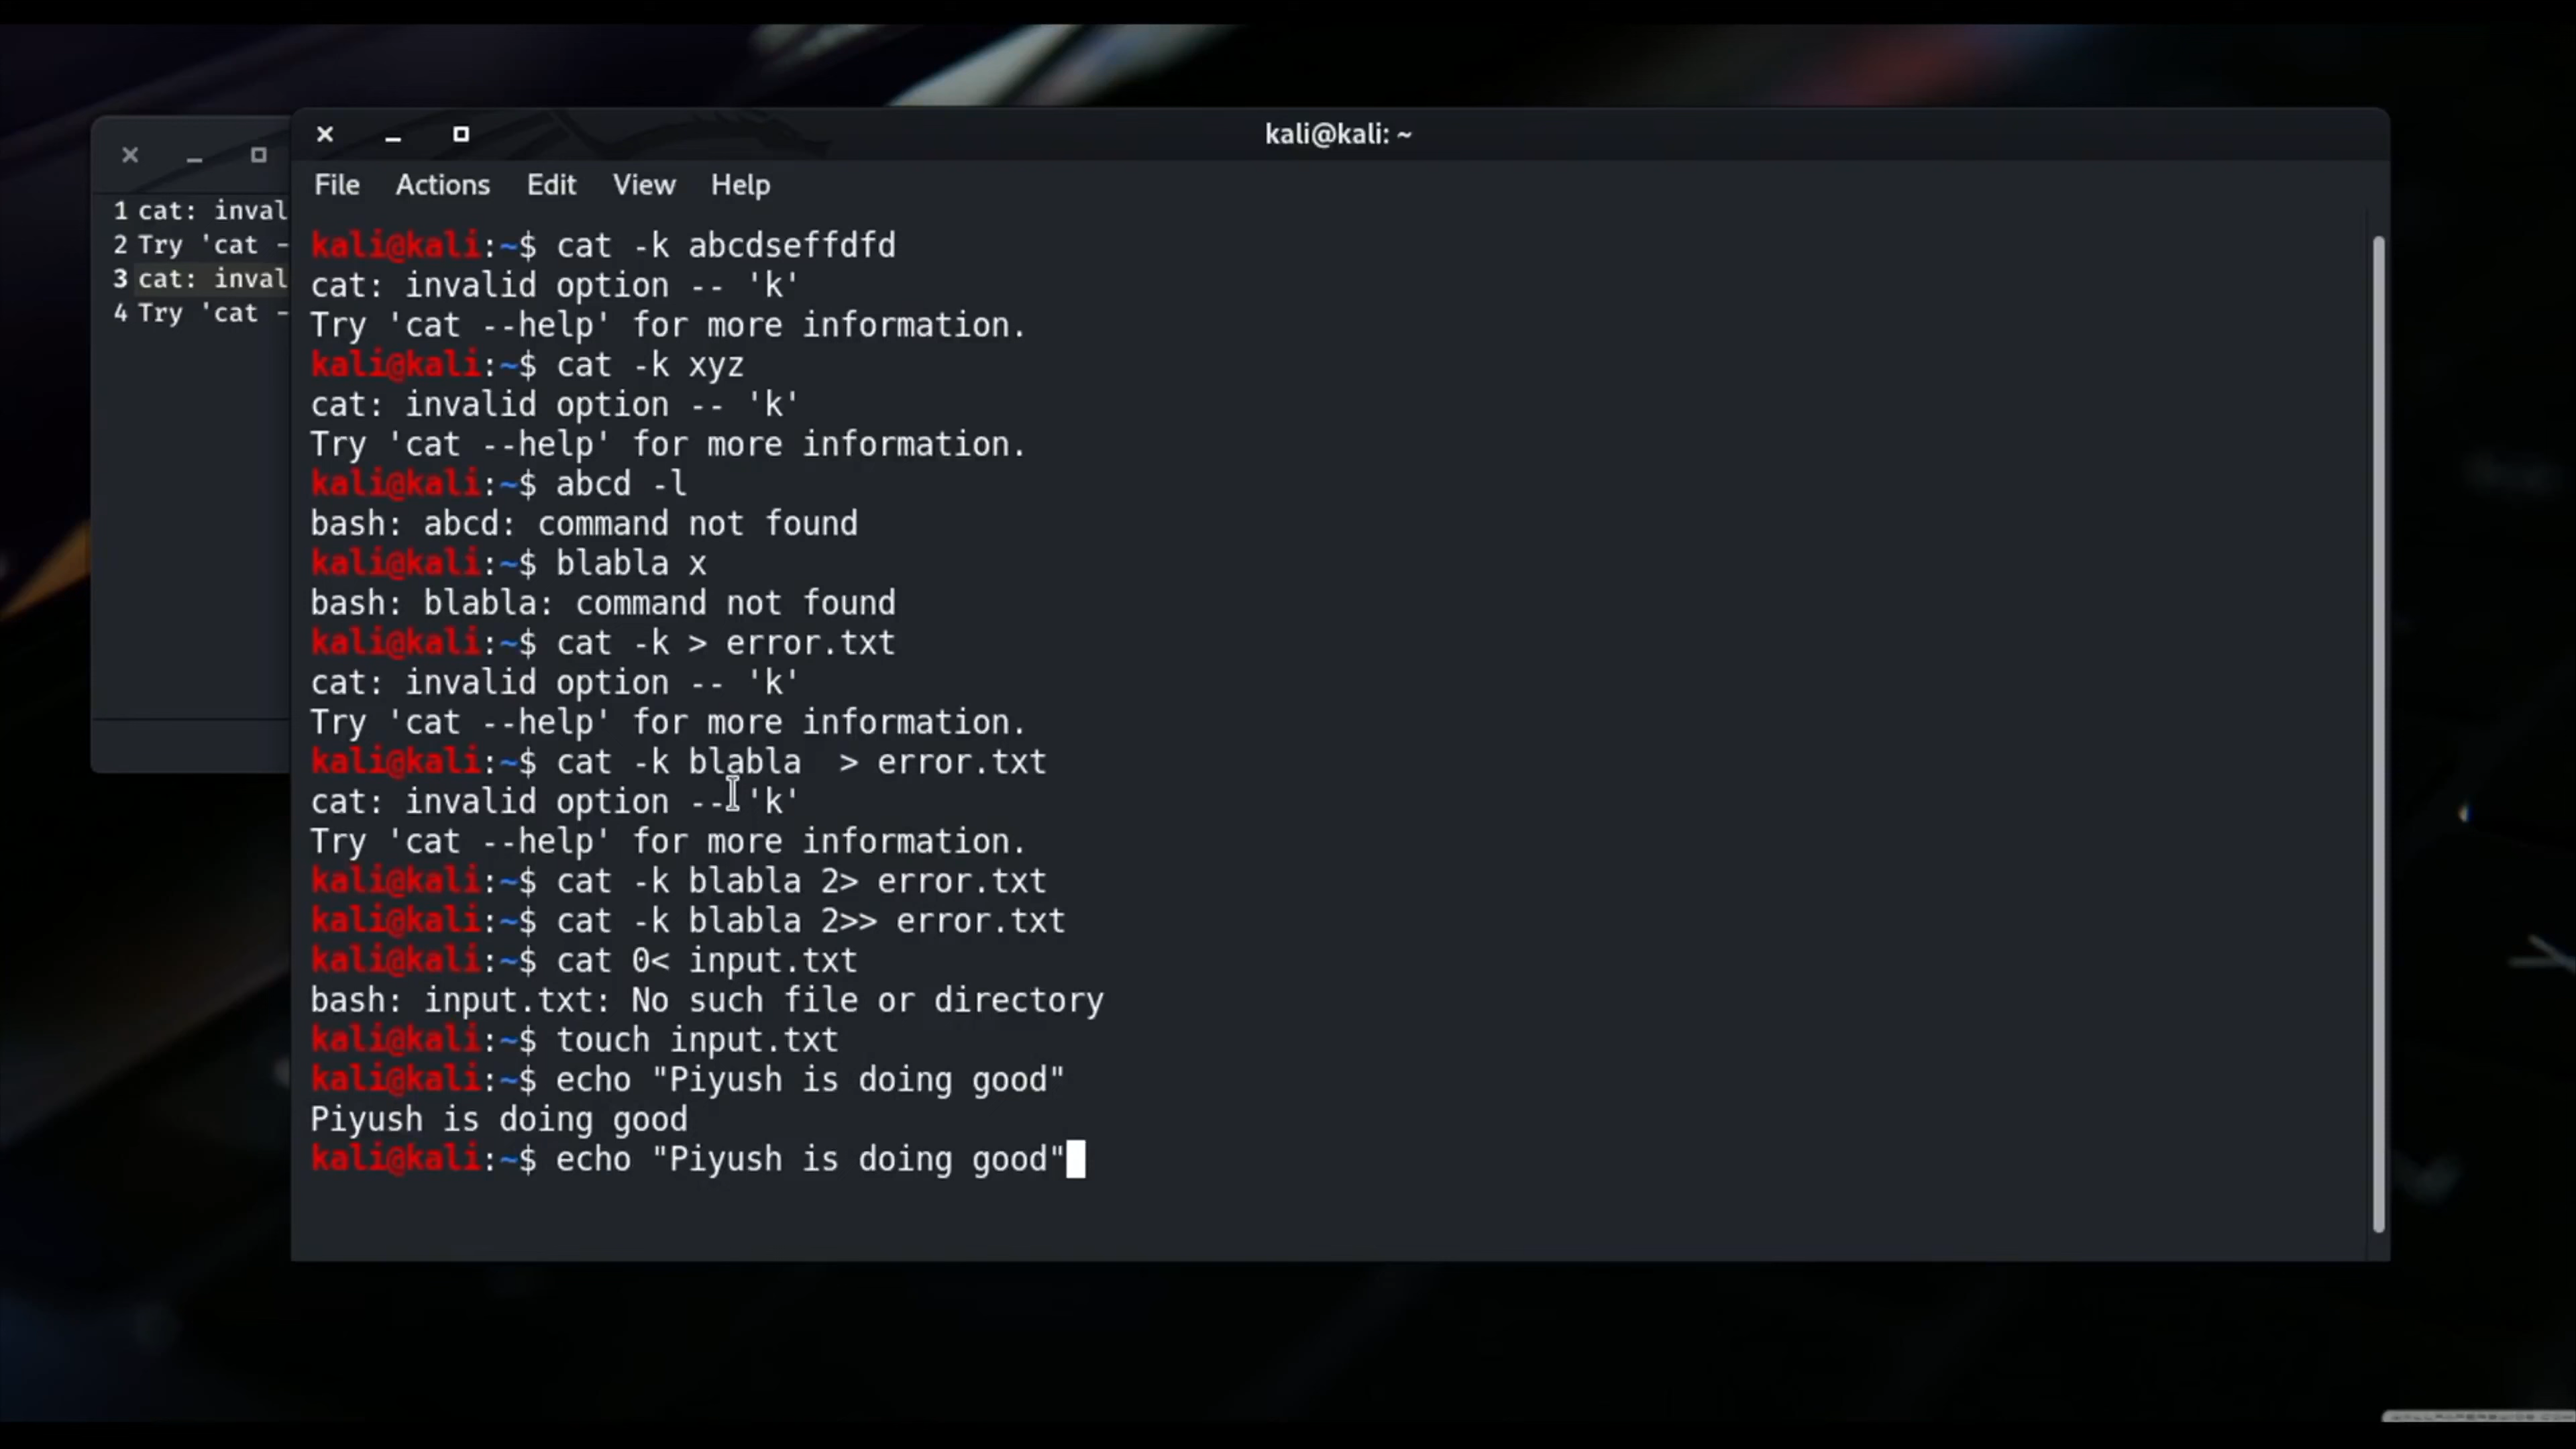 kali@kali: ~
File Actions Edit View Help
1 cat: inval
2 Try 'cat -
3 cat: inval
4 Try 'cat -
kali@kali:~$ cat -k abcdseffdfd
cat: invalid option -- 'k'
Try 'cat --help' for more information.
kali@kali:~$ cat -k xyz
cat: invalid option -- 'k'
Try 'cat --help' for more information.
kali@kali:~$ abcd -l
bash: abcd: command not found
kali@kali:~$ blabla x
bash: blabla: command not found
kali@kali:~$ cat -k > error.txt
cat: invalid option -- 'k'
Try 'cat --help' for more information.
kali@kali:~$ cat -k blabla  > error.txt
cat: invalid option -- 'k'
Try 'cat --help' for more information.
kali@kali:~$ cat -k blabla 2> error.txt
kali@kali:~$ cat -k blabla 2>> error.txt
kali@kali:~$ cat 0< input.txt
bash: input.txt: No such file or directory
kali@kali:~$ touch input.txt
kali@kali:~$ echo "Piyush is doing good"
Piyush is doing good
kali@kali:~$ echo "Piyush is doing good"